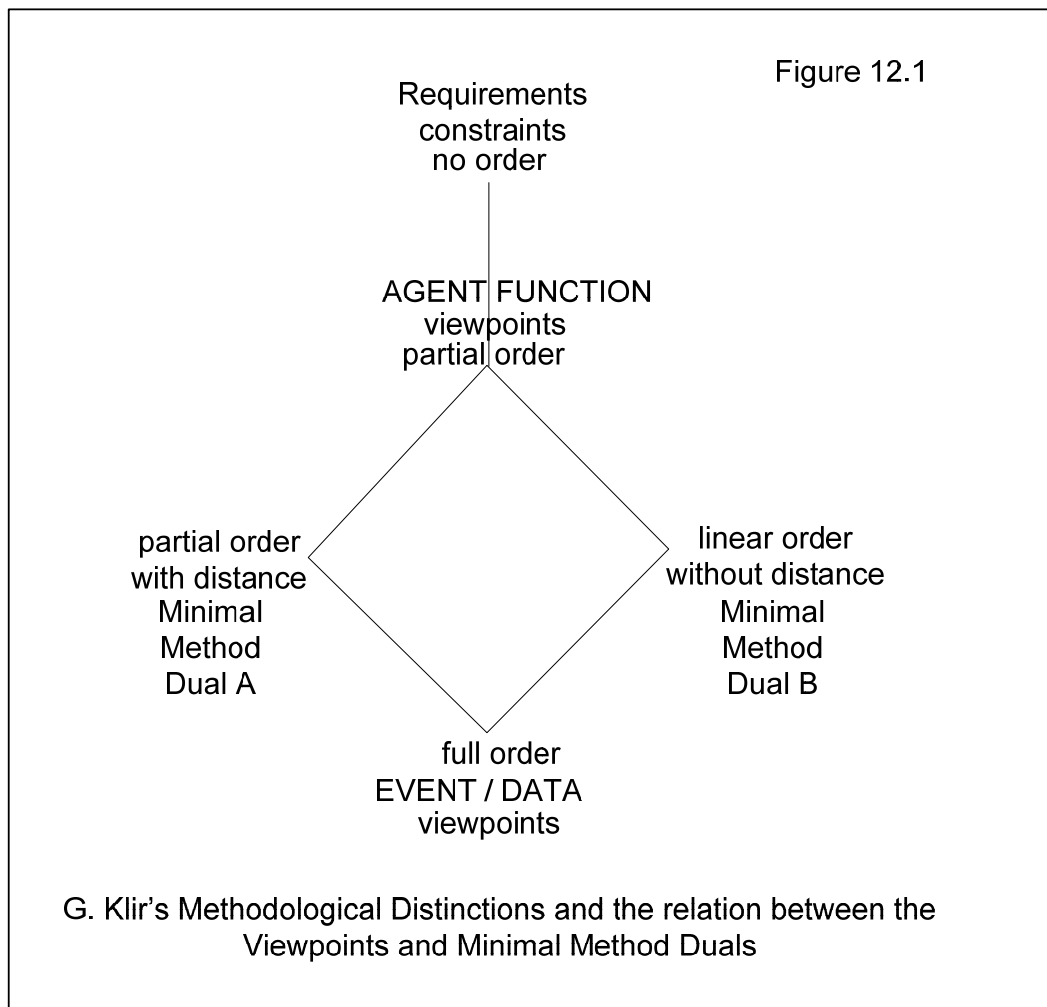 Figure 12.1
Requirements
constraints
no order
AGENT FUNCTION
viewpoints
partial order
partial order
with distance
Minimal
Method
Dual A
linear order
without distance
Minimal
Method
Dual B
full order
EVENT / DATA
viewpoints
G. Klir's Methodological Distinctions and the relation between the
Viewpoints and Minimal Method Duals